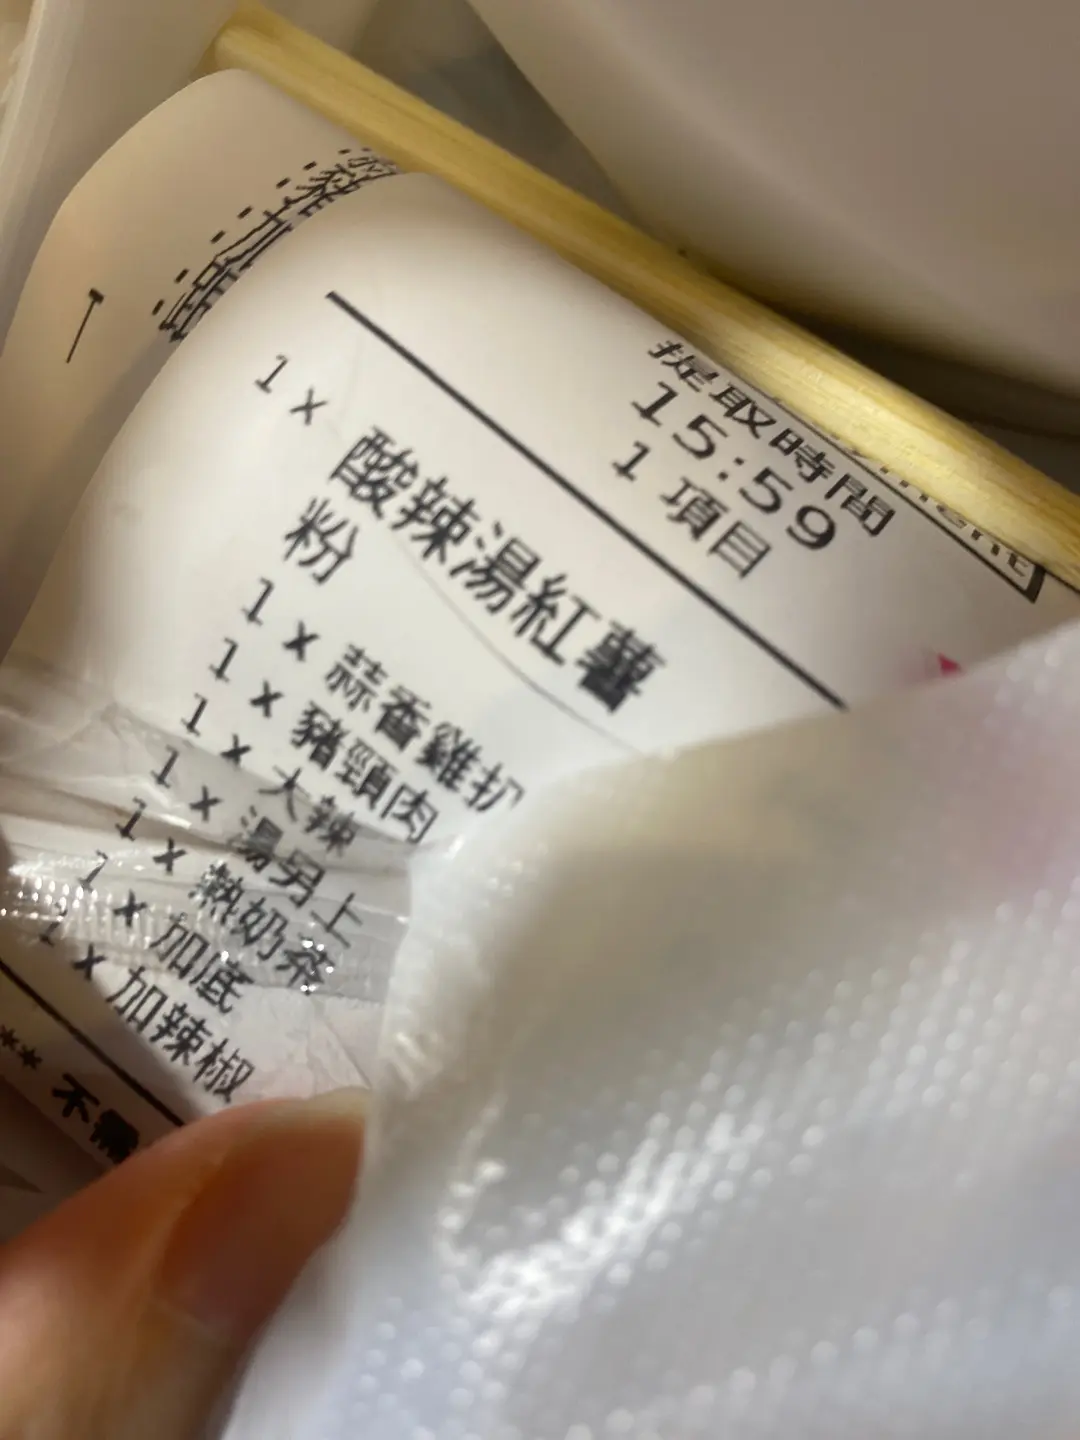 提取時間
15:59
1 項目
1 x 酸辣湯紅薯
粉
1 x 蒜香雞扒
1 x 豬頸肉
1 x 大辣
1 x 湯另上
1 x 熱奶茶
1 x 加底
1 x 加辣椒
** 不需